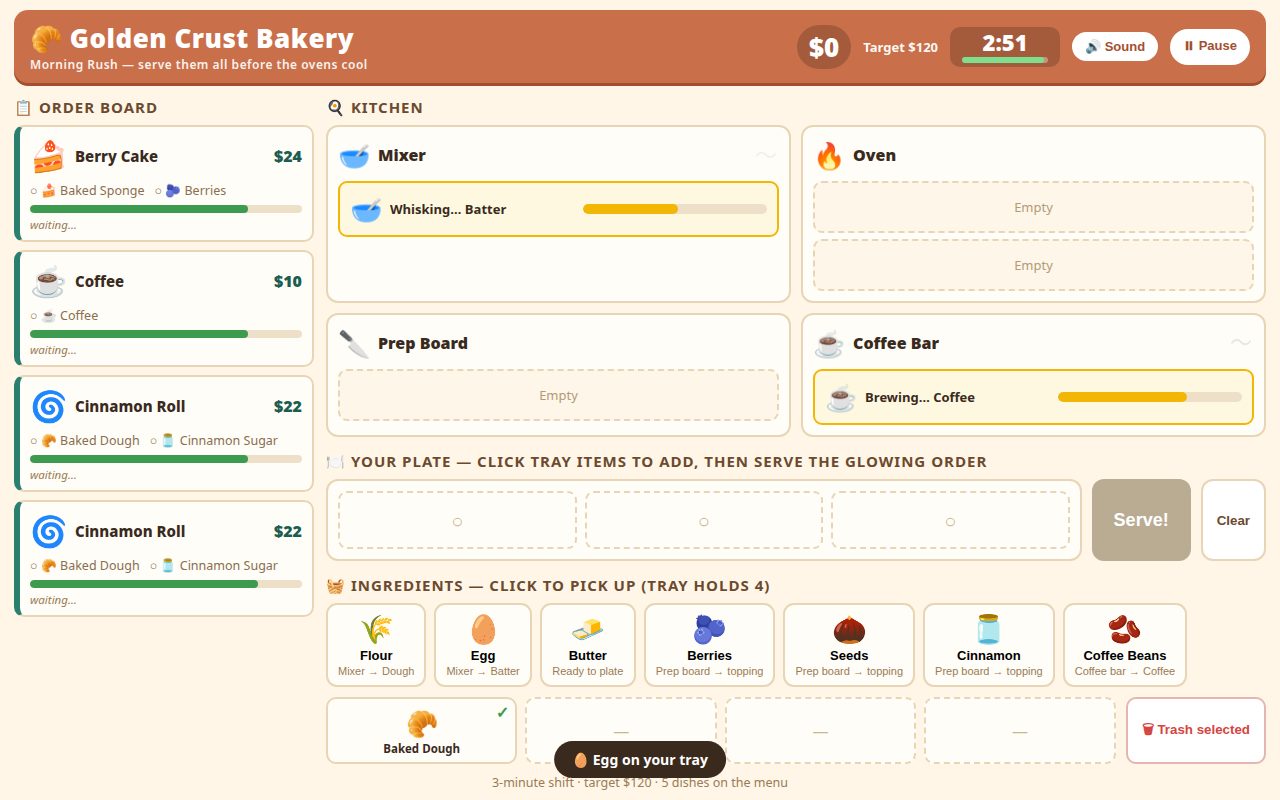 Golden Crust Bakery
Morning Rush — serve them all before the ovens cool
$0
Target $120
2:51
Sound
Pause
ORDER BOARD
Berry Cake
$24
○ Baked Sponge ○ Berries
waiting...
Coffee
$10
○ Coffee
waiting...
Cinnamon Roll
$22
○ Baked Dough ○ Cinnamon Sugar
waiting...
Cinnamon Roll
$22
○ Baked Dough ○ Cinnamon Sugar
waiting...
KITCHEN
Mixer
Whisking... Batter
Oven
Empty
Empty
Prep Board
Empty
Coffee Bar
Brewing... Coffee
YOUR PLATE — CLICK TRAY ITEMS TO ADD, THEN SERVE THE GLOWING ORDER
Serve!
Clear
INGREDIENTS — CLICK TO PICK UP (TRAY HOLDS 4)
Flour
Mixer → Dough
Egg
Mixer → Batter
Butter
Ready to plate
Berries
Prep board → topping
Seeds
Prep board → topping
Cinnamon
Prep board → topping
Coffee Beans
Coffee bar → Coffee
Baked Dough
✓
—
—
—
Trash selected
Egg on your tray
3-minute shift · target $120 · 5 dishes on the menu